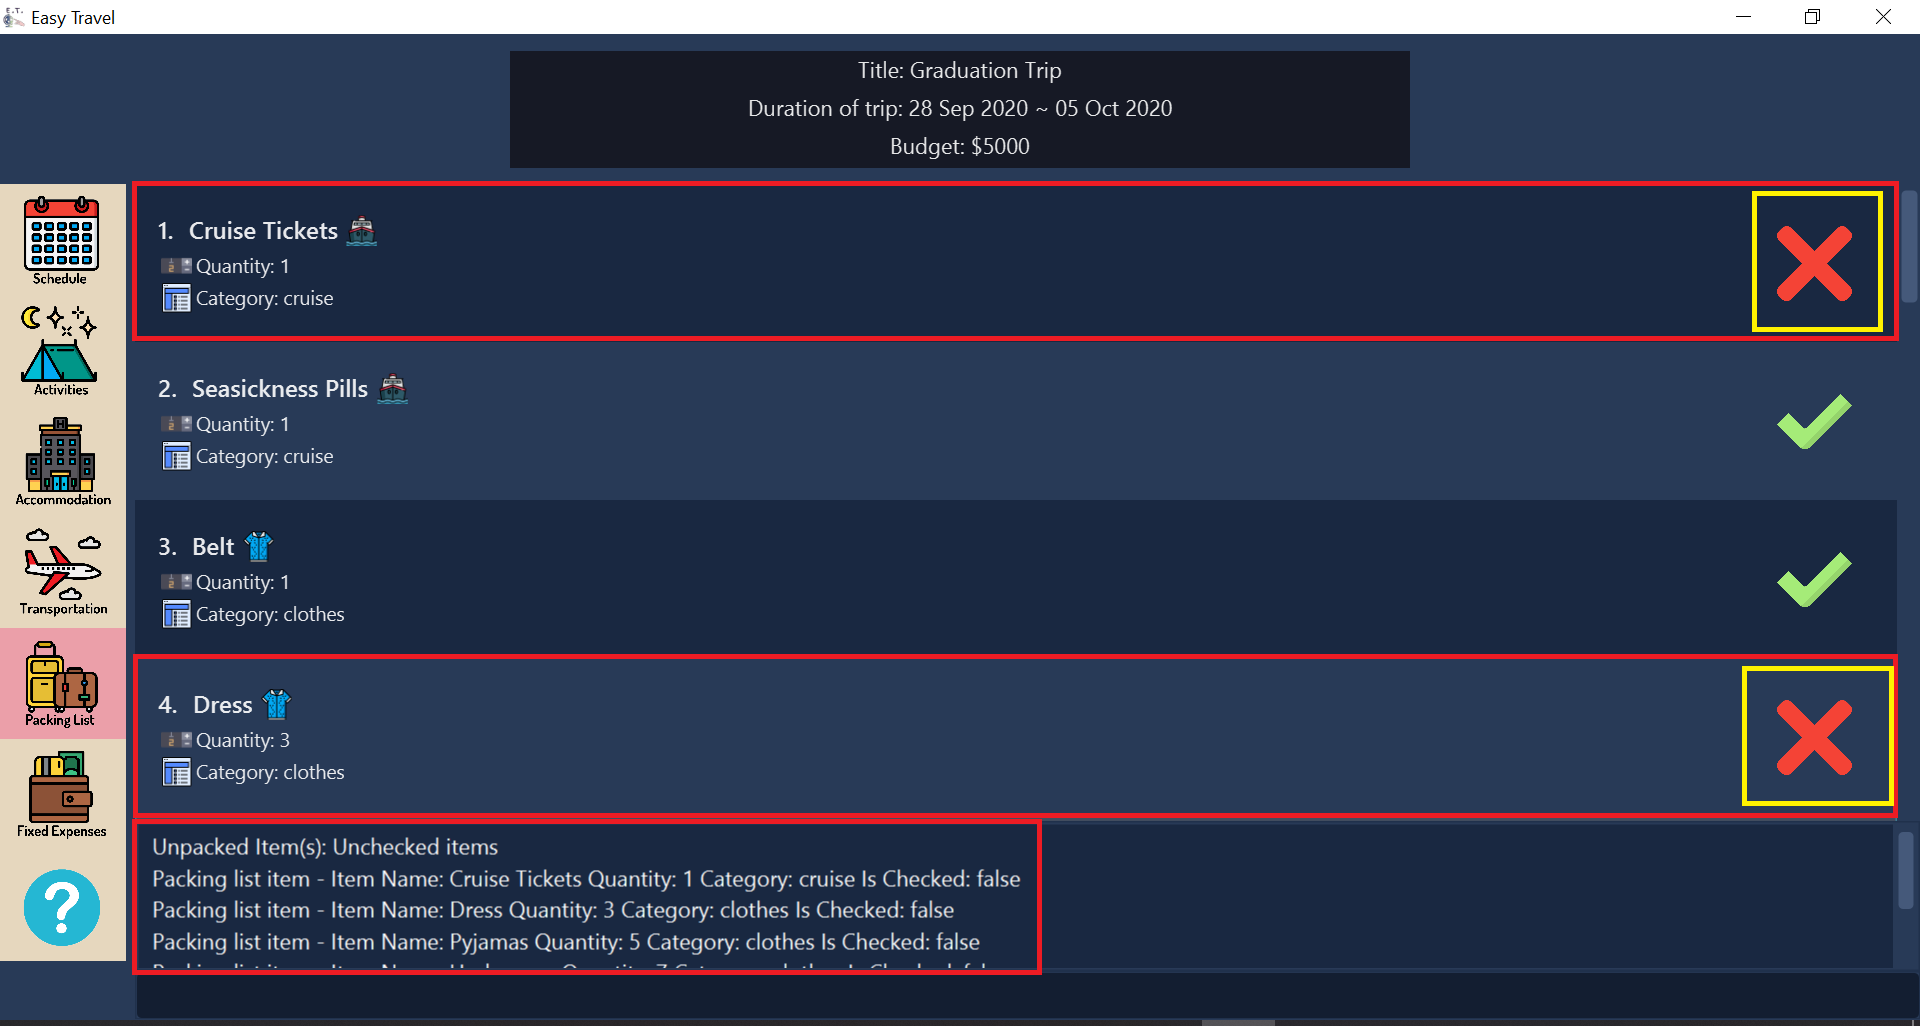 E.T.
Easy Travel
Title: Graduation Trip
Duration of trip: 28 Sep 2020 ~ 05 Oct 2020
Budget: $5000
Schedule
Activities
Accommodation
Transportation
Packing List
Fixed Expenses
?
1. Cruise Tickets
Quantity: 1
Category: cruise
2. Seasickness Pills
Quantity: 1
Category: cruise
3. Belt
Quantity: 1
Category: clothes
4. Dress
Quantity: 3
Category: clothes
Unpacked Item(s): Unchecked items
Packing list item - Item Name: Cruise Tickets Quantity: 1 Category: cruise Is Checked: false
Packing list item - Item Name: Dress Quantity: 3 Category: clothes Is Checked: false
Packing list item - Item Name: Pyjamas Quantity: 5 Category: clothes Is Checked: false